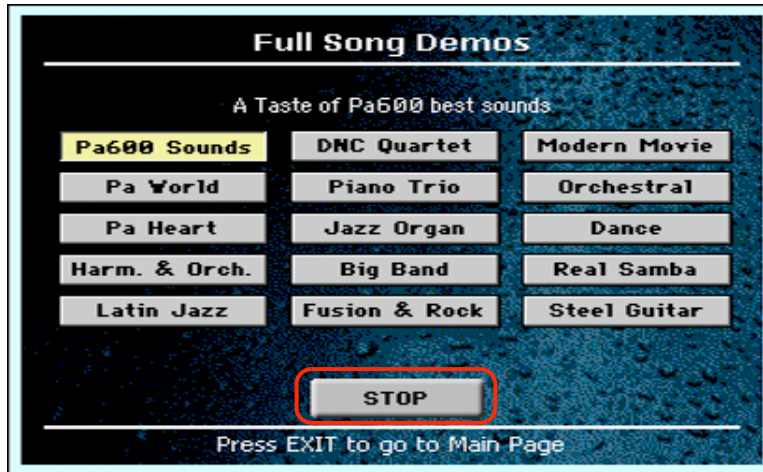 Full Song Demos
A Taste of Pa600 best sounds
Pa600 Sounds DNC Quartet Modern Movie
Pa World Piano Trio Orchestral
Pa Heart Jazz Organ Dance
Harm. & Orch. Big Band Real Samba
Latin Jazz Fusion & Rock Steel Guitar
STOP
Press EXIT to go to Main Page